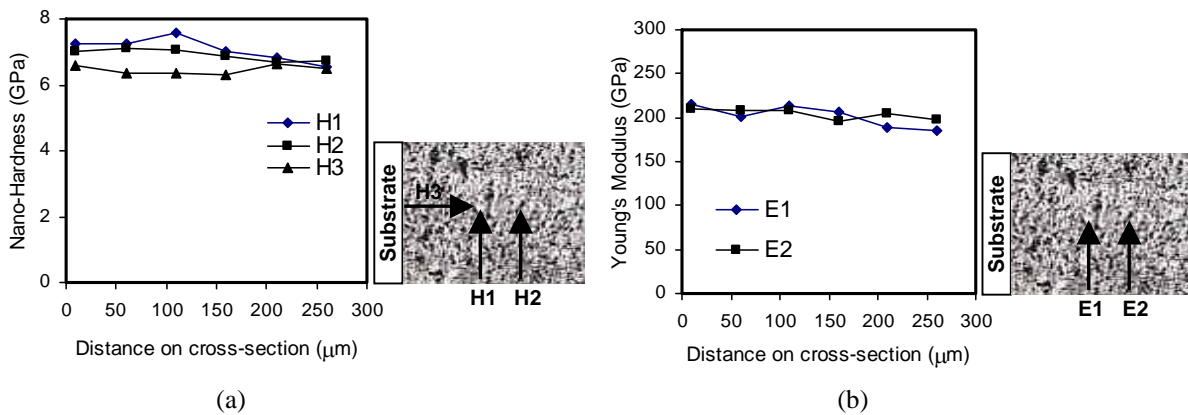 8
6
4
2
0
Nano-Hardness (GPa)
H1
H2
H3
0 50 100 150 200 250 300
Distance on cross-section (μm)
Substrate
H3
H1 H2
(a)
300
250
200
150
100
50
0
Young's Modulus (GPa)
E1
E2
0 50 100 150 200 250 300
Distance on cross-section (μm)
Substrate
E1 E2
(b)